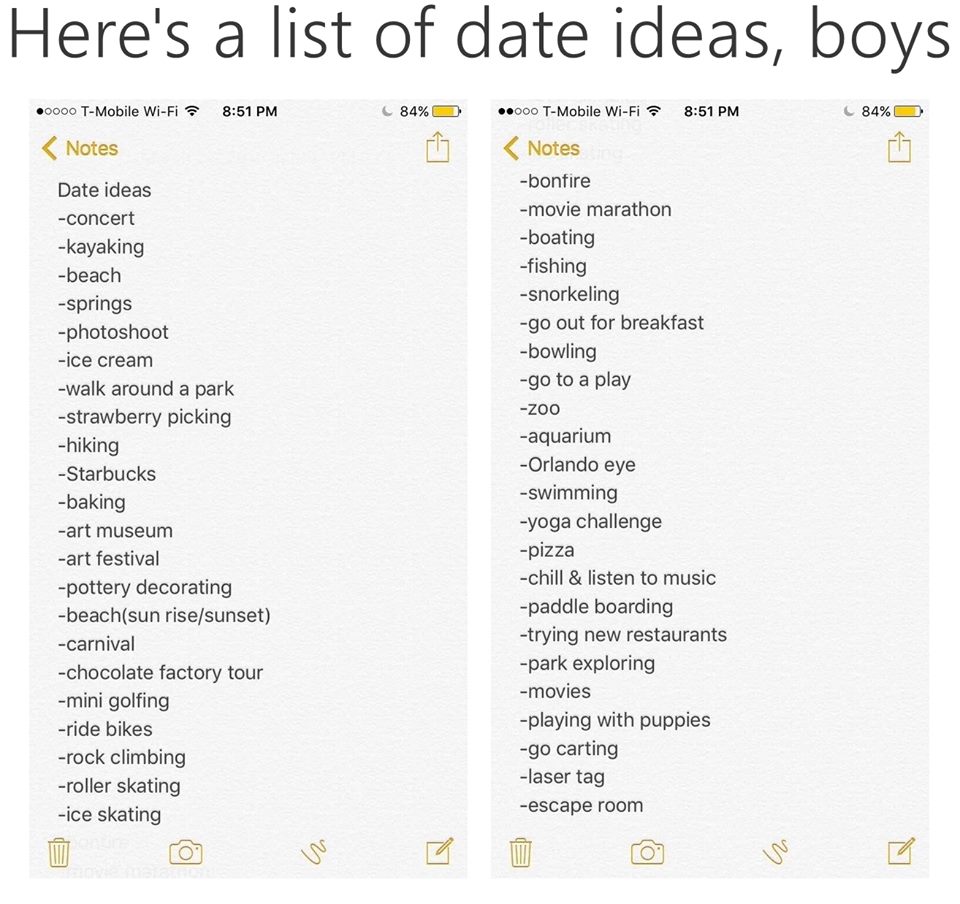 Here's a list of date ideas, boys
T-Mobile Wi-Fi 8:51 PM 84%
Notes
Date ideas
-concert
-kayaking
-beach
-springs
-photoshoot
-ice cream
-walk around a park
-strawberry picking
-hiking
-Starbucks
-baking
-art museum
-art festival
-pottery decorating
-beach(sun rise/sunset)
-carnival
-chocolate factory tour
-mini golfing
-ride bikes
-rock climbing
-roller skating
-ice skating
-bonfire
-movie marathon
T-Mobile Wi-Fi 8:51 PM 84%
roller skating
Notes
-bonfire
-movie marathon
-boating
-fishing
-snorkeling
-go out for breakfast
-bowling
-go to a play
-zoo
-aquarium
-Orlando eye
-swimming
-yoga challenge
-pizza
-chill & listen to music
-paddle boarding
-trying new restaurants
-park exploring
-movies
-playing with puppies
-go carting
-laser tag
-escape room